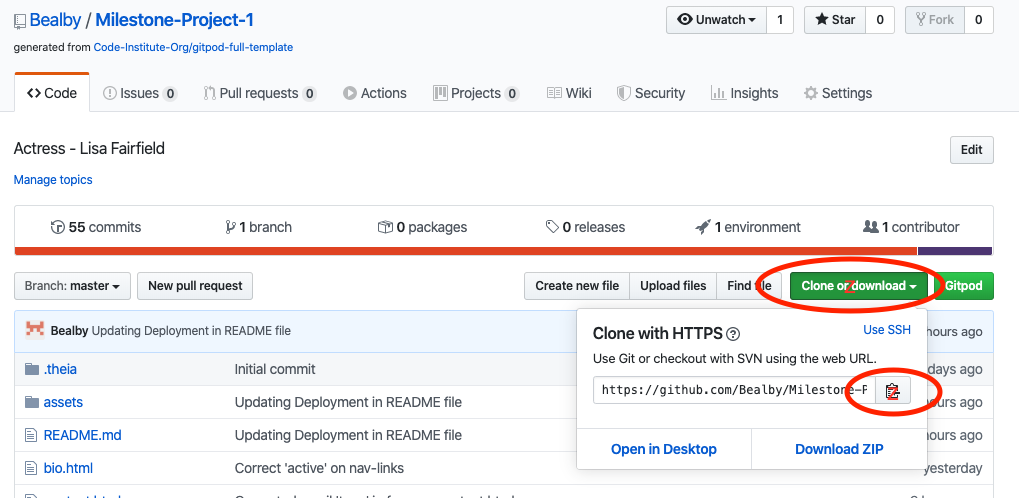 Bealby / Milestone-Project-1
Unwatch 1
Star 0
Fork 0
generated from Code-Institute-Org/gitpod-full-template
Code
Issues 0
Pull requests 0
Actions
Projects 0
Wiki
Security
Insights
Settings
Actress - Lisa Fairfield
Edit
Manage topics
55 commits
1 branch
0 packages
0 releases
1 environment
1 contributor
Branch: master
New pull request
Create new file
Upload files
Find file
Clone or download
Gitpod
Bealby Updating Deployment in README file
hours ago
Clone with HTTPS
Use SSH
Use Git or checkout with SVN using the web URL.
https://github.com/Bealby/Milestone-P
Open in Desktop
Download ZIP
.theia Initial commit days ago
assets Updating Deployment in README file hours ago
README.md Updating Deployment in README file hours ago
bio.html Correct 'active' on nav-links yesterday